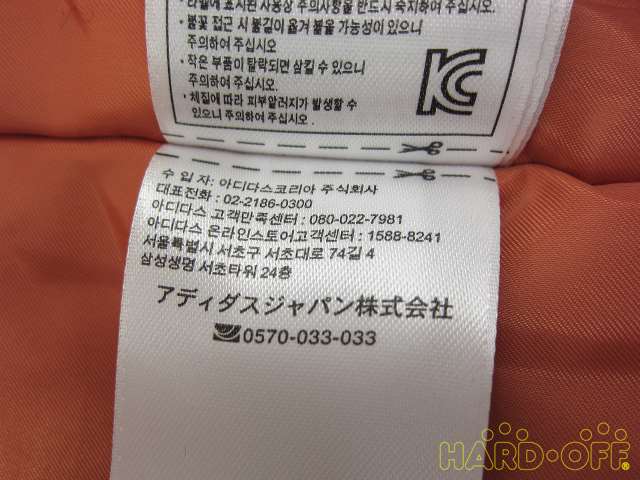 • 라벨에 표시된 사용상 주의사항을 반드시 숙지하여 주십시오
• 불꽃 접근 시 불길이 옮겨 붙을 가능성이 있으니
주의하여 주십시오
• 작은 부품이 탈락되면 삼킬 수 있으니
주의하여 주십시오.
• 체질에 따라 피부알러지가 발생할 수
있으니 주의하여 주십시오.
KC
수 입 자: 아디다스코리아 주식회사
대표전화 : 02-2186-0300
아디다스 고객만족센터 : 080-022-7981
아디다스 온라인스토어고객센터 : 1588-8241
서울특별시 서초구 서초대로 74길 4
삼성생명 서초타워 24층
アディダスジャパン株式会社
0570-033-033
HARD・OFF®